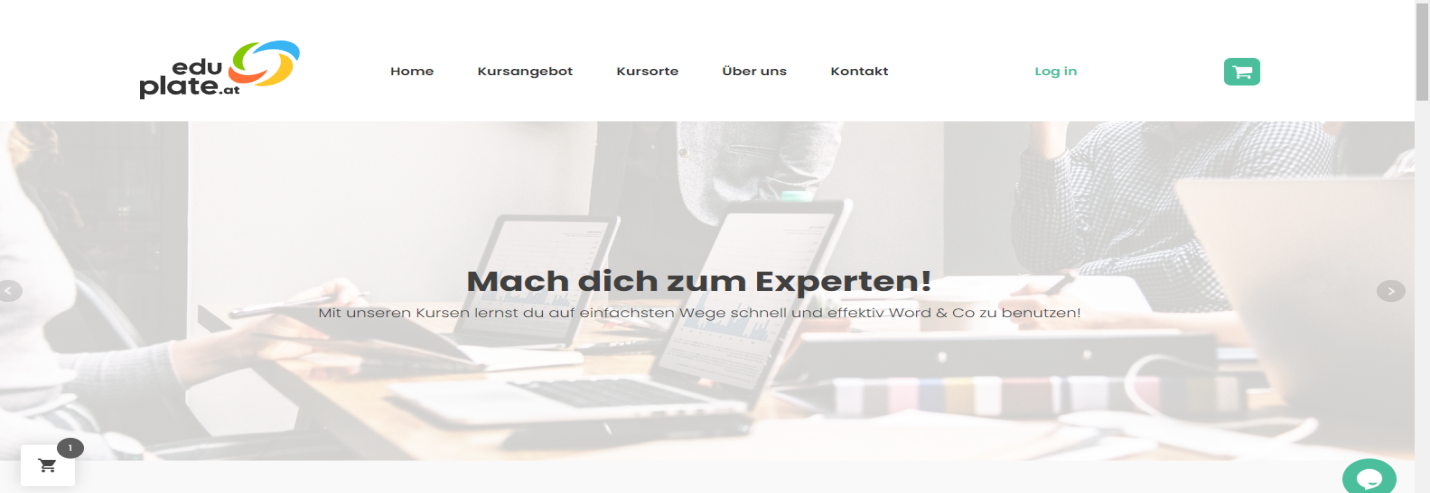 edu
plate.at
Home Kursangebot Kursorte Über uns Kontakt Log in
Mach dich zum Experten!
Mit unseren Kursen lernst du auf einfachsten Wege schnell und effektiv Word & Co zu benutzen!
1